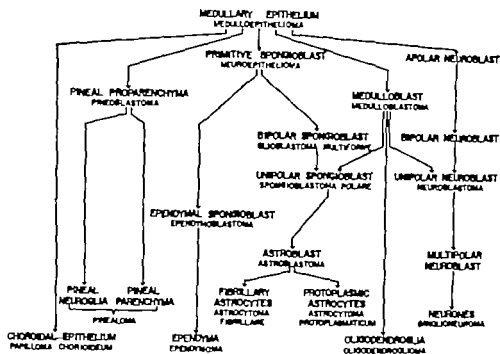 MEDULLARY EPITHELIUM
MEDULLOEPITHELIOMA
PRIMITIVE SPONGIOBLAST
NEUROEPITHELIOMA
APOLAR NEUROBLAST
PINEAL PROPARENCHYMA
PINEOBLASTOMA
MEDULLOBLAST
MEDULLOBLASTOMA
BIPOLAR SPONGIOBLAST
GLIOBLASTOMA MULTIFORME
BIPOLAR NEUROBLAST
UNIPOLAR SPONGIOBLAST
SPONGIOBLASTOMA POLARE
UNIPOLAR NEUROBLAST
NEUROBLASTOMA
EPENDYMAL SPONGIOBLAST
EPENDYMOBLASTOMA
ASTROBLAST
ASTROBLASTOMA
MULTIPOLAR
NEUROBLAST
PINEAL
NEUROGLIA
PINEAL
PARENCHYMA
PINEALOMA
FIBRILLARY
ASTROCYTES
ASTROCYTOMA
FIBRILLARE
PROTOPLASMIC
ASTROCYTES
ASTROCYTOMA
PROTOPLASMATICUM
NEURONES
GANGLIONEUROMA
CHOROIDAL EPITHELIUM
PAPILLOMA CHORIOIDEUM
EPENDYMA
EPENDYMOMA
OLIGODENDROGLIA
OLIGODENDROGLIOMA